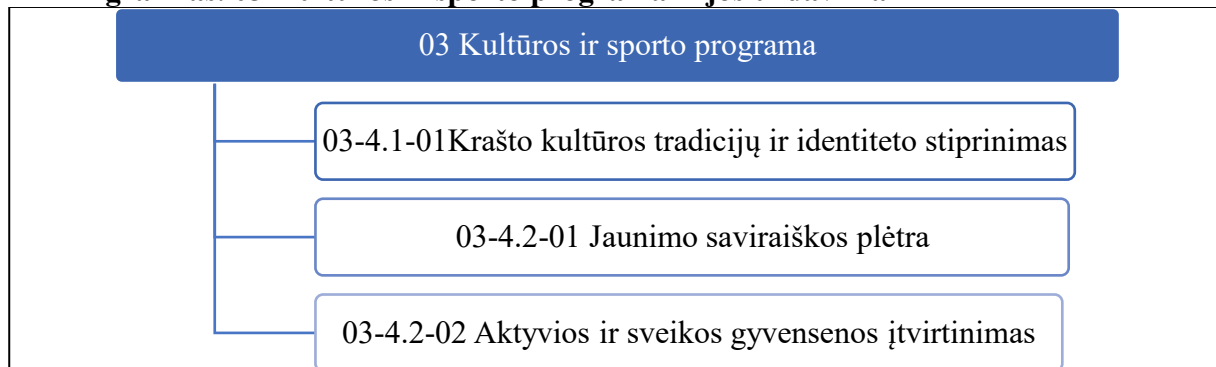 03 Kultūros ir sporto programa
03-4.1-01Krašto kultūros tradicijų ir identiteto stiprinimas
03-4.2-01 Jaunimo saviraiškos plėtra
03-4.2-02 Aktyvios ir sveikos gyvensenos įtvirtinimas